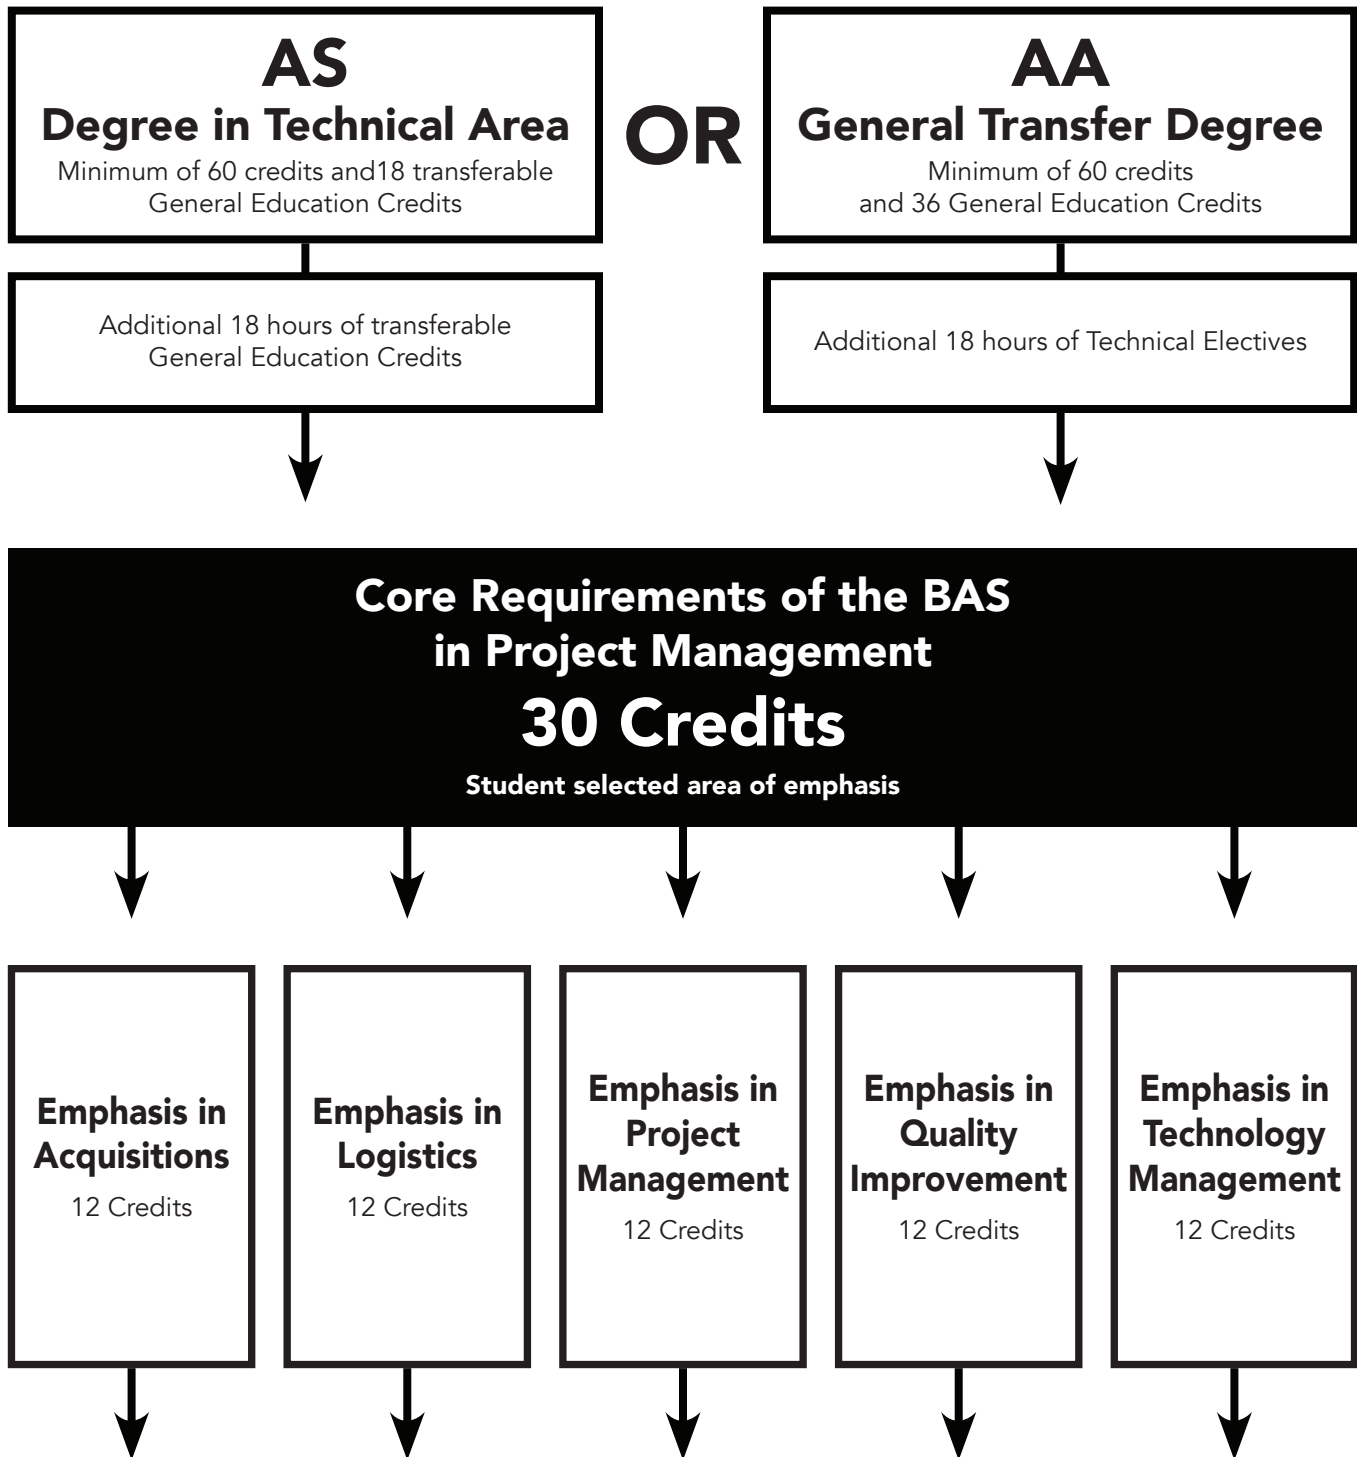 AS
Degree in Technical Area
Minimum of 60 credits and18 transferable
General Education Credits
OR
AA
General Transfer Degree
Minimum of 60 credits
and 36 General Education Credits
Additional 18 hours of transferable
General Education Credits
Additional 18 hours of Technical Electives
Core Requirements of the BAS
in Project Management
30 Credits
Student selected area of emphasis
Emphasis in
Acquisitions
12 Credits
Emphasis in
Logistics
12 Credits
Emphasis in
Project
Management
12 Credits
Emphasis in
Quality
Improvement
12 Credits
Emphasis in
Technology
Management
12 Credits